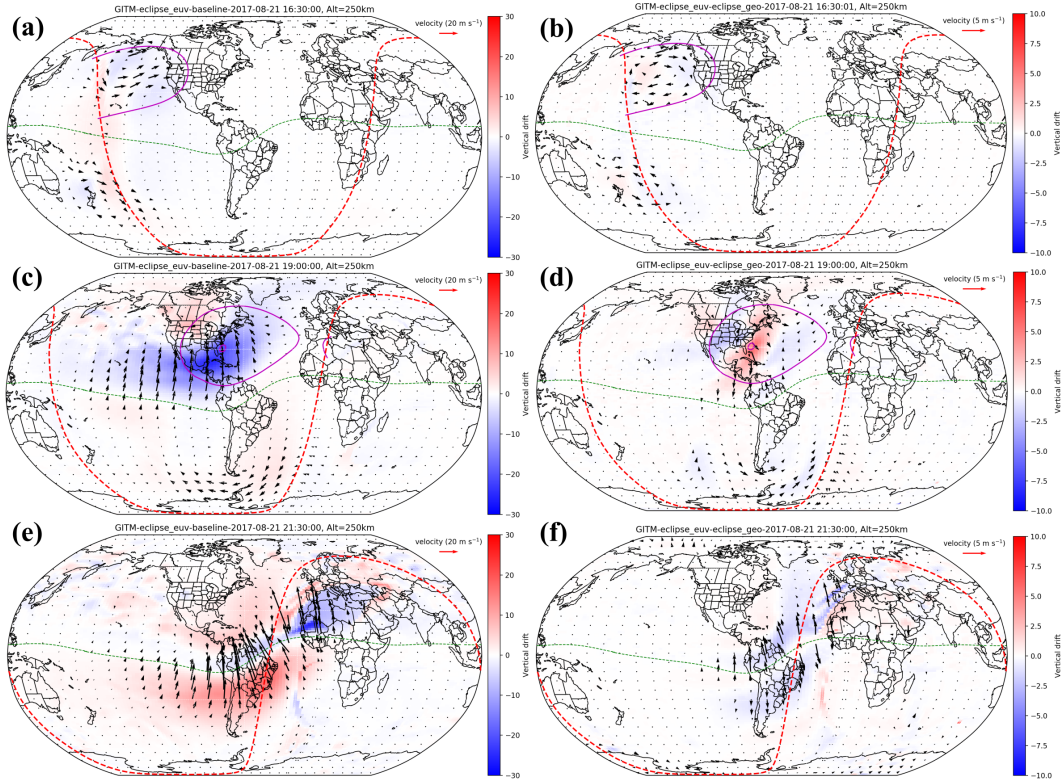 (a)
GITM-eclipse_euv-baseline-2017-08-21 16:30:00, Alt=250km
velocity (20 m s⁻¹)
30
20
10
0
−10
−20
−30
Vertical drift
(b)
GITM-eclipse_euv-eclipse_geo-2017-08-21 16:30:01, Alt=250km
velocity (5 m s⁻¹)
10.0
7.5
5.0
2.5
0.0
−2.5
−5.0
−7.5
−10.0
Vertical drift
(c)
GITM-eclipse_euv-baseline-2017-08-21 19:00:00, Alt=250km
velocity (20 m s⁻¹)
30
20
10
0
−10
−20
−30
Vertical drift
(d)
GITM-eclipse_euv-eclipse_geo-2017-08-21 19:00:00, Alt=250km
velocity (5 m s⁻¹)
10.0
7.5
5.0
2.5
0.0
−2.5
−5.0
−7.5
−10.0
Vertical drift
(e)
GITM-eclipse_euv-baseline-2017-08-21 21:30:00, Alt=250km
velocity (20 m s⁻¹)
30
20
10
0
−10
−20
−30
Vertical drift
(f)
GITM-eclipse_euv-eclipse_geo-2017-08-21 21:30:00, Alt=250km
velocity (5 m s⁻¹)
10.0
7.5
5.0
2.5
0.0
−2.5
−5.0
−7.5
−10.0
Vertical drift